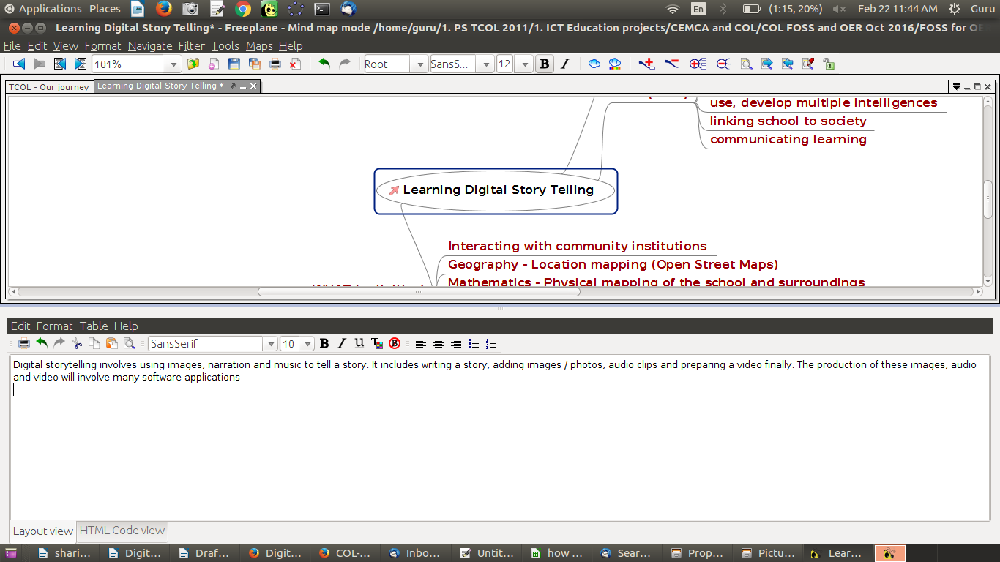 Applications Places En (1:15, 20%) Feb 22 11:44 AM Guru
Learning Digital Story Telling* - Freeplane - Mind map mode /home/guru/1. PS TCOL 2011/1. ICT Education projects/CEMCA and COL/COL FOSS and OER Oct 2016/FOSS for OE
File Edit View Format Navigate Filter Tools Maps Help
101% Root SansS... 12 B I
TCOL - Our journey Learning Digital Story Telling *
use, develop multiple intelligences
linking school to society
communicating learning
Learning Digital Story Telling
Interacting with community institutions
Geography - Location mapping (Open Street Maps)
Mathematics - Physical mapping of the school and surroundings
Edit Format Table Help
SansSerif 10 B I U
Digital storytelling involves using images, narration and music to tell a story. It includes writing a story, adding images / photos, audio clips and preparing a video finally. The production of these images, audio
and video will involve many software applications
Layout view HTML Code view
shari... Digit... Draf... Digit... COL-... Inbo... Untit... how ... Sear... Prop... Pictu... Lear...